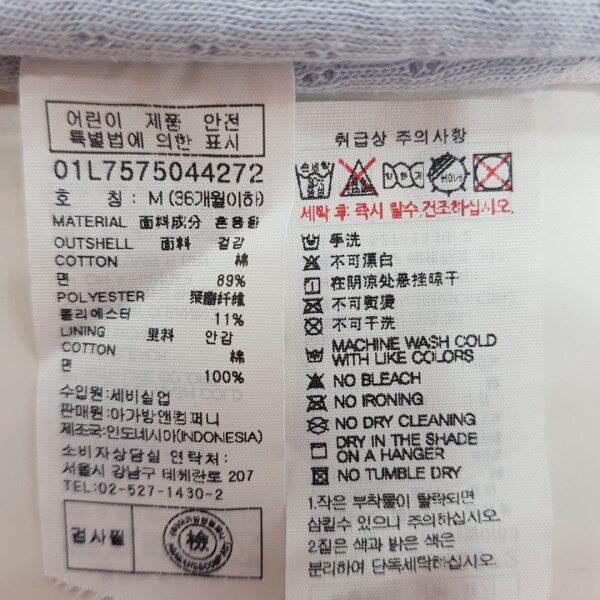 어린이 제품 안전
특별법에 의한 표시
01L7575044272
호 칭 : M (36개월이하)
MATERIAL 面料成分 혼용율
OUTSHELL 面料 겉감
COTTON 棉
면 89%
POLYESTER 聚酯纤维
폴리에스터 11%
LINING 里料 안감
COTTON 棉
면 100%
수입원:세비실업
판매원:아가방앤컴퍼니
제조국:인도네시아(INDONESIA)
소비자상담실 연락처:
서울시 강남구 테헤란로 207
TEL:02-527-1430-2
검사필
檢
취급상 주의사항
손세탁
세탁 후 즉시 탈수,건조하십시오.
手洗
不可漂白
在阴凉处悬挂晾干
不可熨烫
不可干洗
MACHINE WASH COLD
WITH LIKE COLORS
NO BLEACH
NO IRONING
NO DRY CLEANING
DRY IN THE SHADE
ON A HANGER
NO TUMBLE DRY
1.작은 부착물이 탈락되면
삼킬수 있으니 주의하십시오.
2.짙은 색과 밝은 색은
분리하여 단독세탁하십시오.